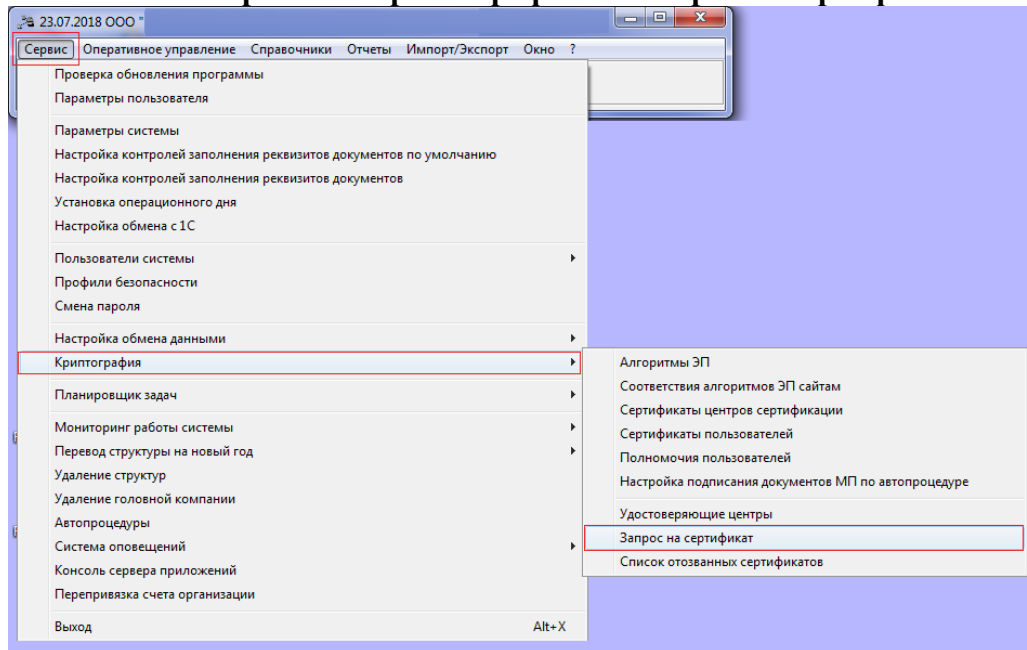 23.07.2018 ООО "
Сервис Оперативное управление Справочники Отчеты Импорт/Экспорт Окно ?
Проверка обновления программы
Параметры пользователя
Параметры системы
Настройка контролей заполнения реквизитов документов по умолчанию
Настройка контролей заполнения реквизитов документов
Установка операционного дня
Настройка обмена с 1С
Пользователи системы
Профили безопасности
Смена пароля
Настройка обмена данными
Криптография
Планировщик задач
Мониторинг работы системы
Перевод структуры на новый год
Удаление структур
Удаление головной компании
Автопроцедуры
Система оповещений
Консоль сервера приложений
Перепривязка счета организации
Выход Alt+X
Алгоритмы ЭП
Соответствия алгоритмов ЭП сайтам
Сертификаты центров сертификации
Сертификаты пользователей
Полномочия пользователей
Настройка подписания документов МП по автопроцедуре
Удостоверяющие центры
Запрос на сертификат
Список отозванных сертификатов